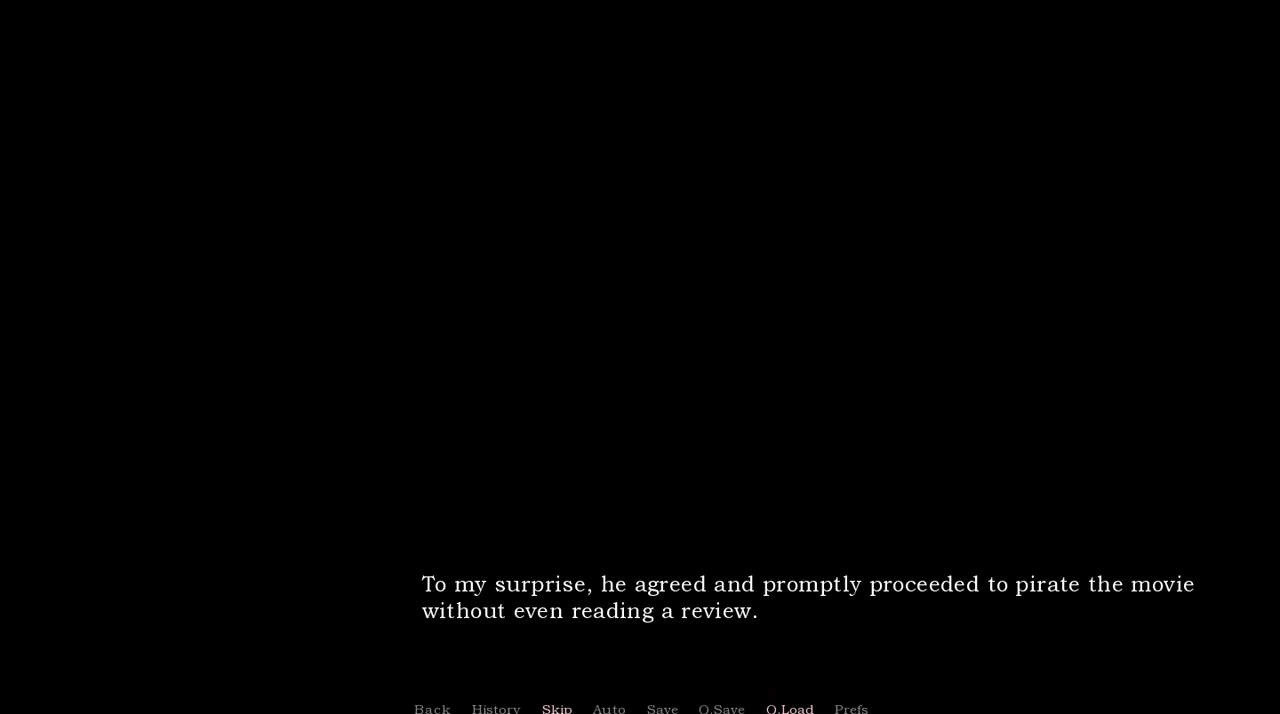 To my surprise, he agreed and promptly proceeded to pirate the movie
without even reading a review.
Back History Skip Auto Save Q.Save Q.Load Prefs